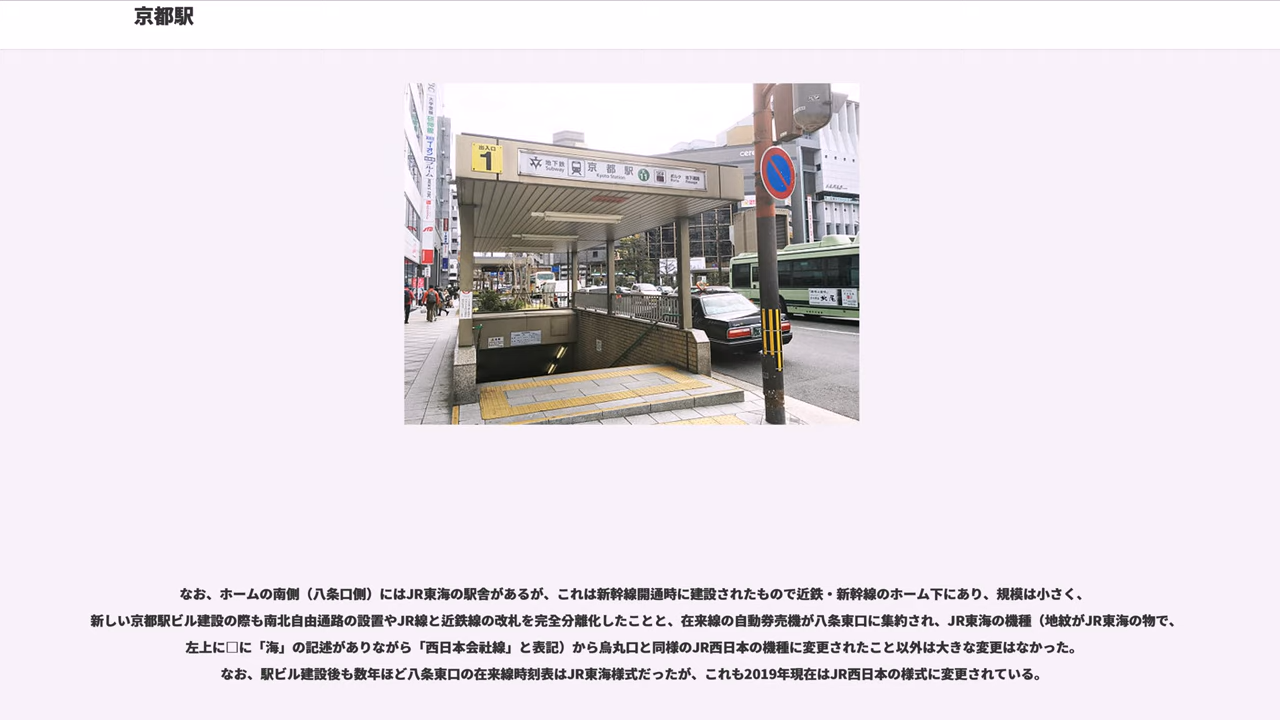 京都駅
出入口
1
地下鉄
Subway
京都駅
Kyoto Station
なお、ホームの南側（八条口側）にはJR東海の駅舎があるが、これは新幹線開通時に建設されたもので近鉄・新幹線のホーム下にあり、規模は小さく、
新しい京都駅ビル建設の際も南北自由通路の設置やJR線と近鉄線の改札を完全分離化したことと、在来線の自動券売機が八条東口に集約され、JR東海の機種（地紋がJR東海の物で、
左上に□に「海」の記述がありながら「西日本会社線」と表記）から烏丸口と同様のJR西日本の機種に変更されたこと以外は大きな変更はなかった。
なお、駅ビル建設後も数年ほど八条東口の在来線時刻表はJR東海様式だったが、これも2019年現在はJR西日本の様式に変更されている。